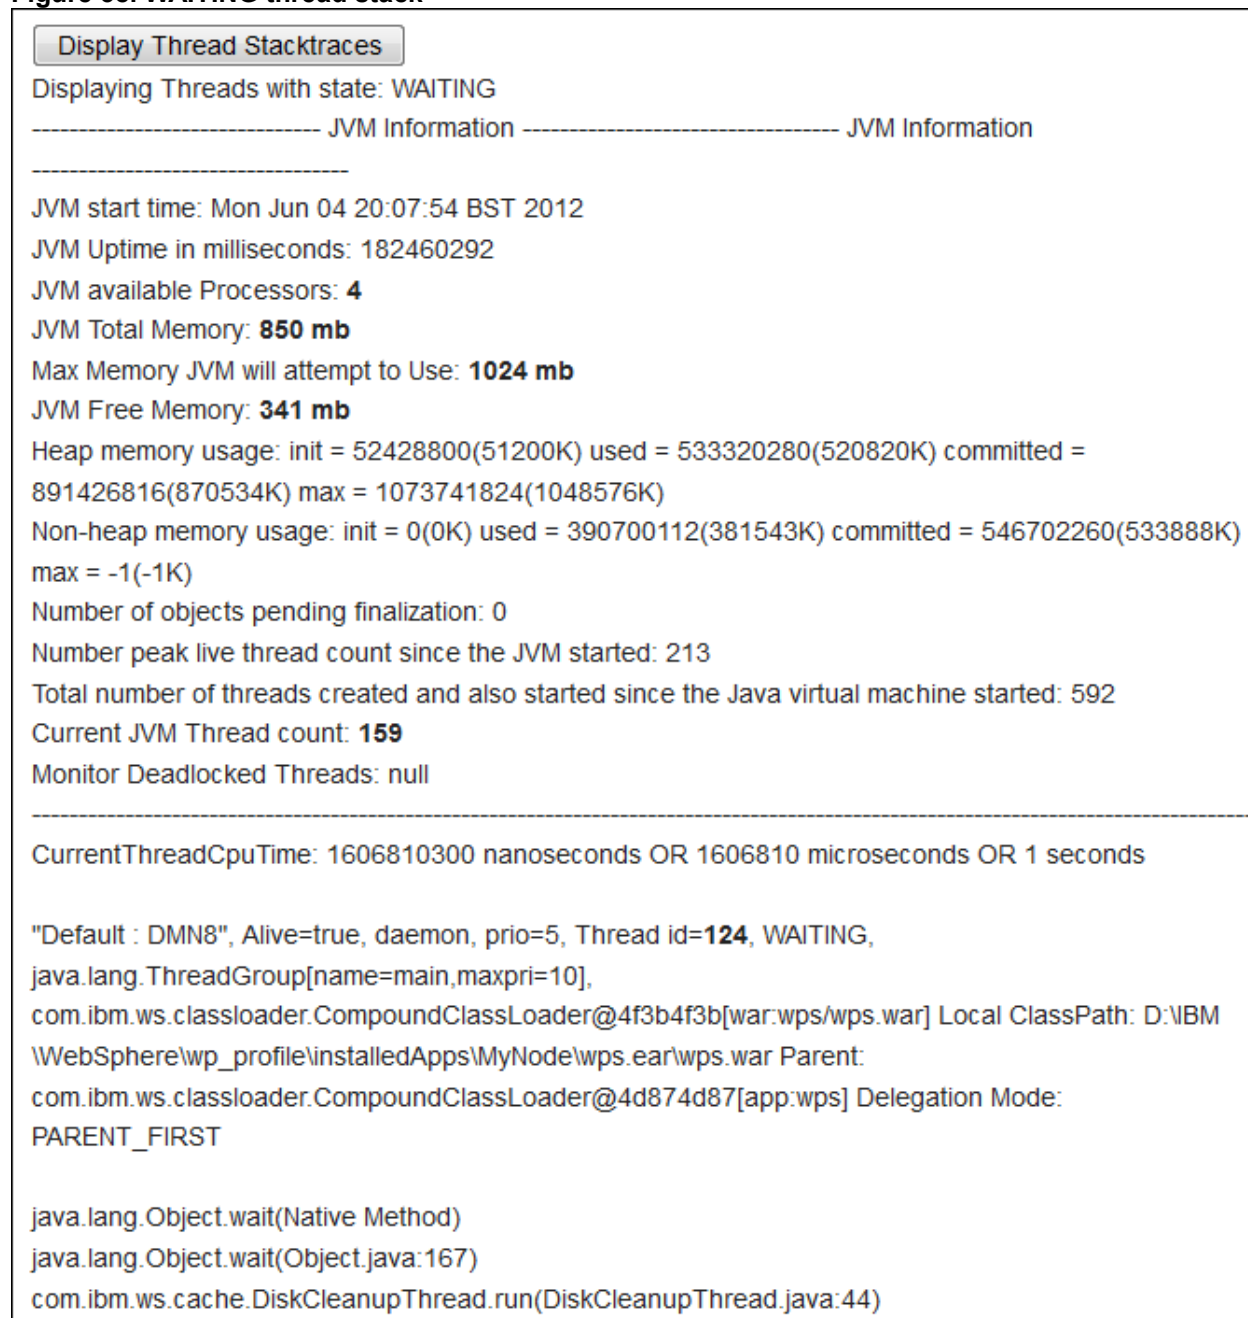 Display Thread Stacktraces
Displaying Threads with state: WAITING
-------------------------------- JVM Information ----------------------------------- JVM Information
-----------------------------------
JVM start time: Mon Jun 04 20:07:54 BST 2012
JVM Uptime in milliseconds: 182460292
JVM available Processors: 4
JVM Total Memory: 850 mb
Max Memory JVM will attempt to Use: 1024 mb
JVM Free Memory: 341 mb
Heap memory usage: init = 52428800(51200K) used = 533320280(520820K) committed =
891426816(870534K) max = 1073741824(1048576K)
Non-heap memory usage: init = 0(0K) used = 390700112(381543K) committed = 546702260(533888K)
max = -1(-1K)
Number of objects pending finalization: 0
Number peak live thread count since the JVM started: 213
Total number of threads created and also started since the Java virtual machine started: 592
Current JVM Thread count: 159
Monitor Deadlocked Threads: null
---------------------------------------------------------------------------------------------------------------------------------------
CurrentThreadCpuTime: 1606810300 nanoseconds OR 1606810 microseconds OR 1 seconds
"Default : DMN8", Alive=true, daemon, prio=5, Thread id=124, WAITING,
java.lang.ThreadGroup[name=main,maxpri=10],
com.ibm.ws.classloader.CompoundClassLoader@4f3b4f3b[war:wps/wps.war] Local ClassPath: D:\IBM
\WebSphere\wp_profile\installedApps\MyNode\wps.ear\wps.war Parent:
com.ibm.ws.classloader.CompoundClassLoader@4d874d87[app:wps] Delegation Mode:
PARENT_FIRST
java.lang.Object.wait(Native Method)
java.lang.Object.wait(Object.java:167)
com.ibm.ws.cache.DiskCleanupThread.run(DiskCleanupThread.java:44)